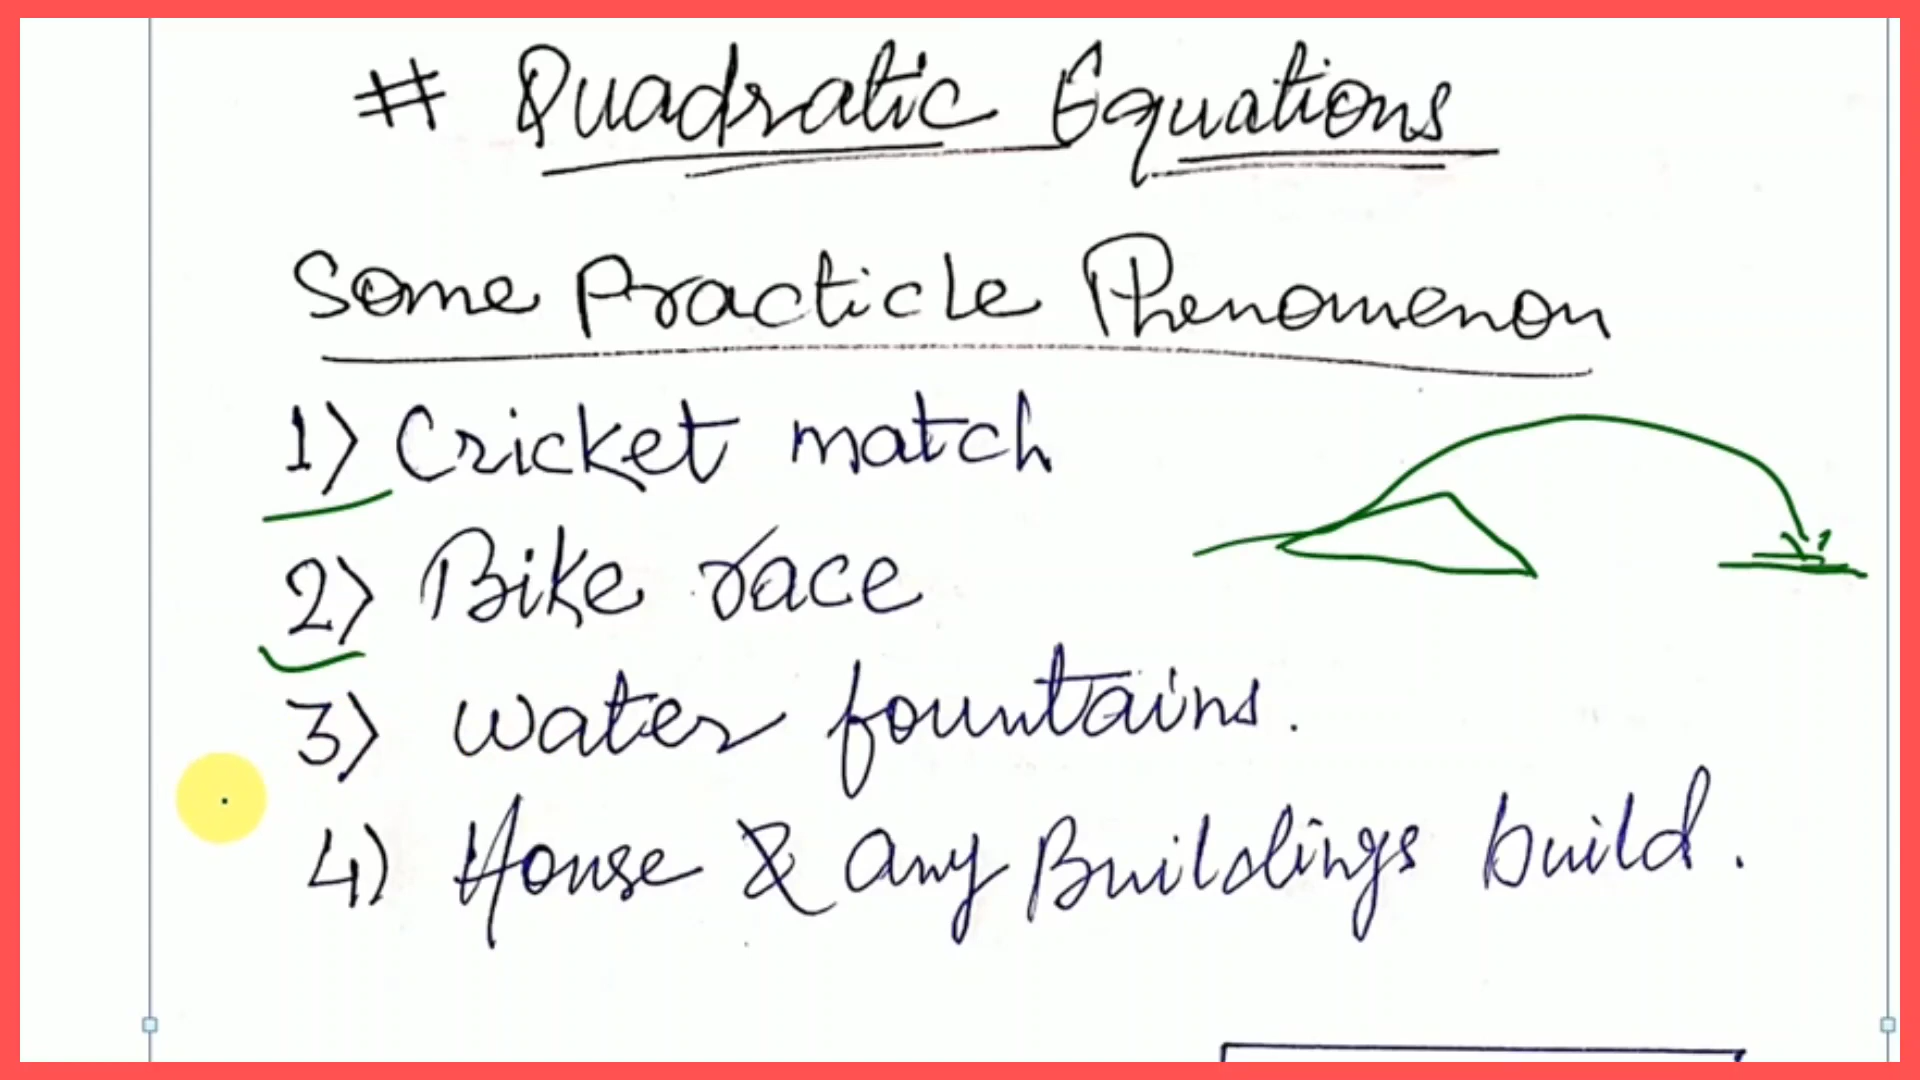 # Quadratic Equations
Some Practicle Phenomenon
1) Cricket match
2) Bike race
3) water fountains.
4) House & any Buildings build.